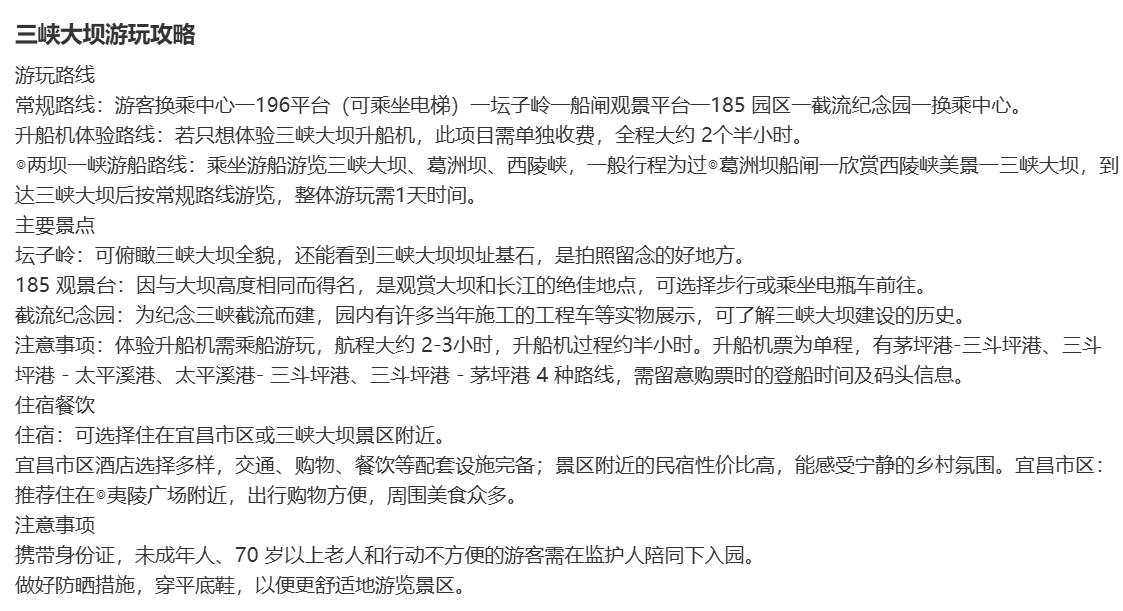 三峡大坝游玩攻略
游玩路线
常规路线：游客换乘中心—196平台（可乘坐电梯）—坛子岭—船闸观景平台—185 园区—截流纪念园—换乘中心。
升船机体验路线：若只想体验三峡大坝升船机，此项目需单独收费，全程大约 2个半小时。
⌾两坝一峡游船路线：乘坐游船游览三峡大坝、葛洲坝、西陵峡，一般行程为过⌾葛洲坝船闸—欣赏西陵峡美景—三峡大坝，到
达三峡大坝后按常规路线游览，整体游玩需1天时间。
主要景点
坛子岭：可俯瞰三峡大坝全貌，还能看到三峡大坝坝址基石，是拍照留念的好地方。
185 观景台：因与大坝高度相同而得名，是观赏大坝和长江的绝佳地点，可选择步行或乘坐电瓶车前往。
截流纪念园：为纪念三峡截流而建，园内有许多当年施工的工程车等实物展示，可了解三峡大坝建设的历史。
注意事项：体验升船机需乘船游玩，航程大约 2-3小时，升船机过程约半小时。升船机票为单程，有茅坪港-三斗坪港、三斗
坪港 - 太平溪港、太平溪港- 三斗坪港、三斗坪港 - 茅坪港 4 种路线，需留意购票时的登船时间及码头信息。
住宿餐饮
住宿：可选择住在宜昌市区或三峡大坝景区附近。
宜昌市区酒店选择多样，交通、购物、餐饮等配套设施完备；景区附近的民宿性价比高，能感受宁静的乡村氛围。宜昌市区：
推荐住在⌾夷陵广场附近，出行购物方便，周围美食众多。
注意事项
携带身份证，未成年人、70 岁以上老人和行动不方便的游客需在监护人陪同下入园。
做好防晒措施，穿平底鞋，以便更舒适地游览景区。